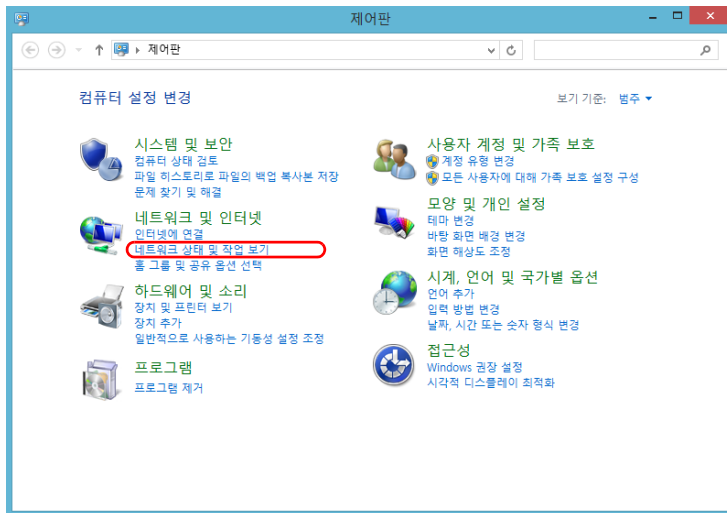 제어판
제어판
컴퓨터 설정 변경
보기 기준: 범주
시스템 및 보안
컴퓨터 상태 검토
파일 히스토리로 파일의 백업 복사본 저장
문제 찾기 및 해결
네트워크 및 인터넷
인터넷에 연결
네트워크 상태 및 작업 보기
홈 그룹 및 공유 옵션 선택
하드웨어 및 소리
장치 및 프린터 보기
장치 추가
일반적으로 사용하는 기동성 설정 조정
프로그램
프로그램 제거
사용자 계정 및 가족 보호
계정 유형 변경
모든 사용자에 대해 가족 보호 설정 구성
모양 및 개인 설정
테마 변경
바탕 화면 배경 변경
화면 해상도 조정
시계, 언어 및 국가별 옵션
언어 추가
입력 방법 변경
날짜, 시간 또는 숫자 형식 변경
접근성
Windows 권장 설정
시각적 디스플레이 최적화